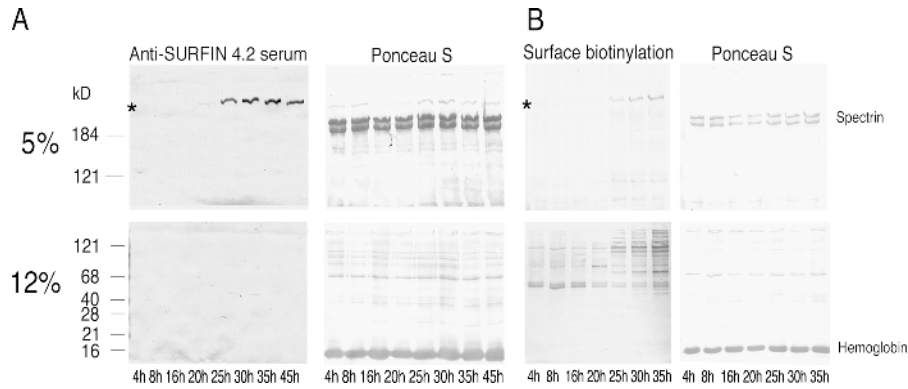 A
B
Anti-SURFIN 4.2 serum
Ponceau S
Surface biotinylation
Ponceau S
kD
*
*
Spectrin
5%
184
121
12%
121
68
40
28
21
16
Hemoglobin
4h 8h 16h 20h 25h 30h 35h 45h
4h 8h 16h 20h 25h 30h 35h 45h
4h 8h 16h 20h 25h 30h 35h
4h 8h 16h 20h 25h 30h 35h